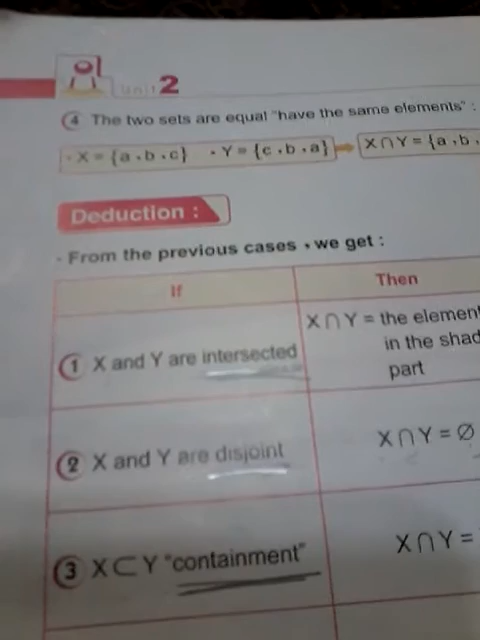 unit 2
4 The two sets are equal "have the same elements" :
· X = {a , b , c} · Y = {c , b , a} X ∩ Y = {a , b ,
Deduction :
· From the previous cases , we get :
If Then
1 X and Y are intersected X ∩ Y = the element
in the shad
part
2 X and Y are disjoint X ∩ Y = ∅
3 X ⊂ Y "containment" X ∩ Y =